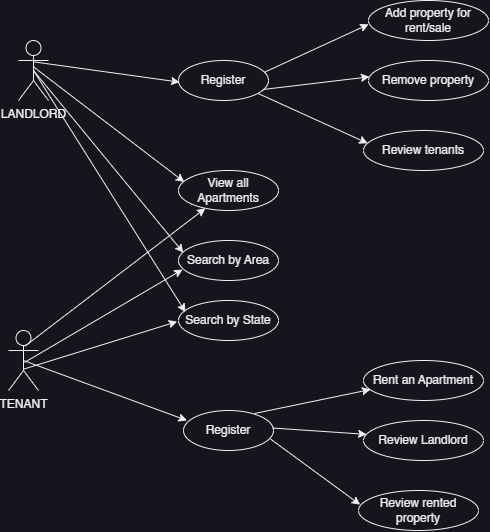 Add property for
rent/sale
Register
Remove property
LANDLORD
Review tenants
View all
Apartments
Search by Area
Search by State
TENANT
Rent an Apartment
Register
Review Landlord
Review rented
property